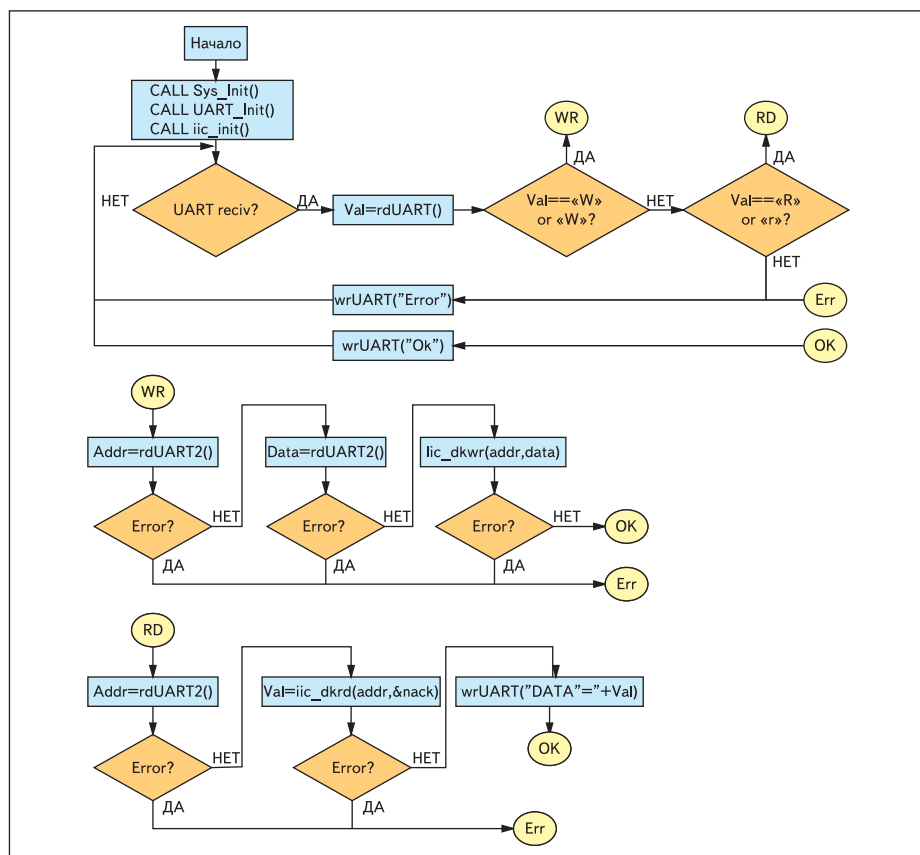 Начало
CALL Sys_Init()
CALL UART_Init()
CALL iic_init()
WR
RD
ДА
ДА
НЕТ
UART reciv?
ДА
Val=rdUART()
Val==«W»
or «W»?
НЕТ
Val==«R»
or «r»?
НЕТ
wrUART("Error")
Err
wrUART("Ok")
OK
WR
Addr=rdUART2()
Data=rdUART2()
Iic_dkwr(addr,data)
Error?
НЕТ
Error?
НЕТ
Error?
НЕТ
OK
ДА
ДА
ДА
Err
RD
Addr=rdUART2()
Val=iic_dkrd(addr,&nack)
wrUART("DATA"="+Val)
Error?
НЕТ
Error?
НЕТ
OK
ДА
ДА
Err